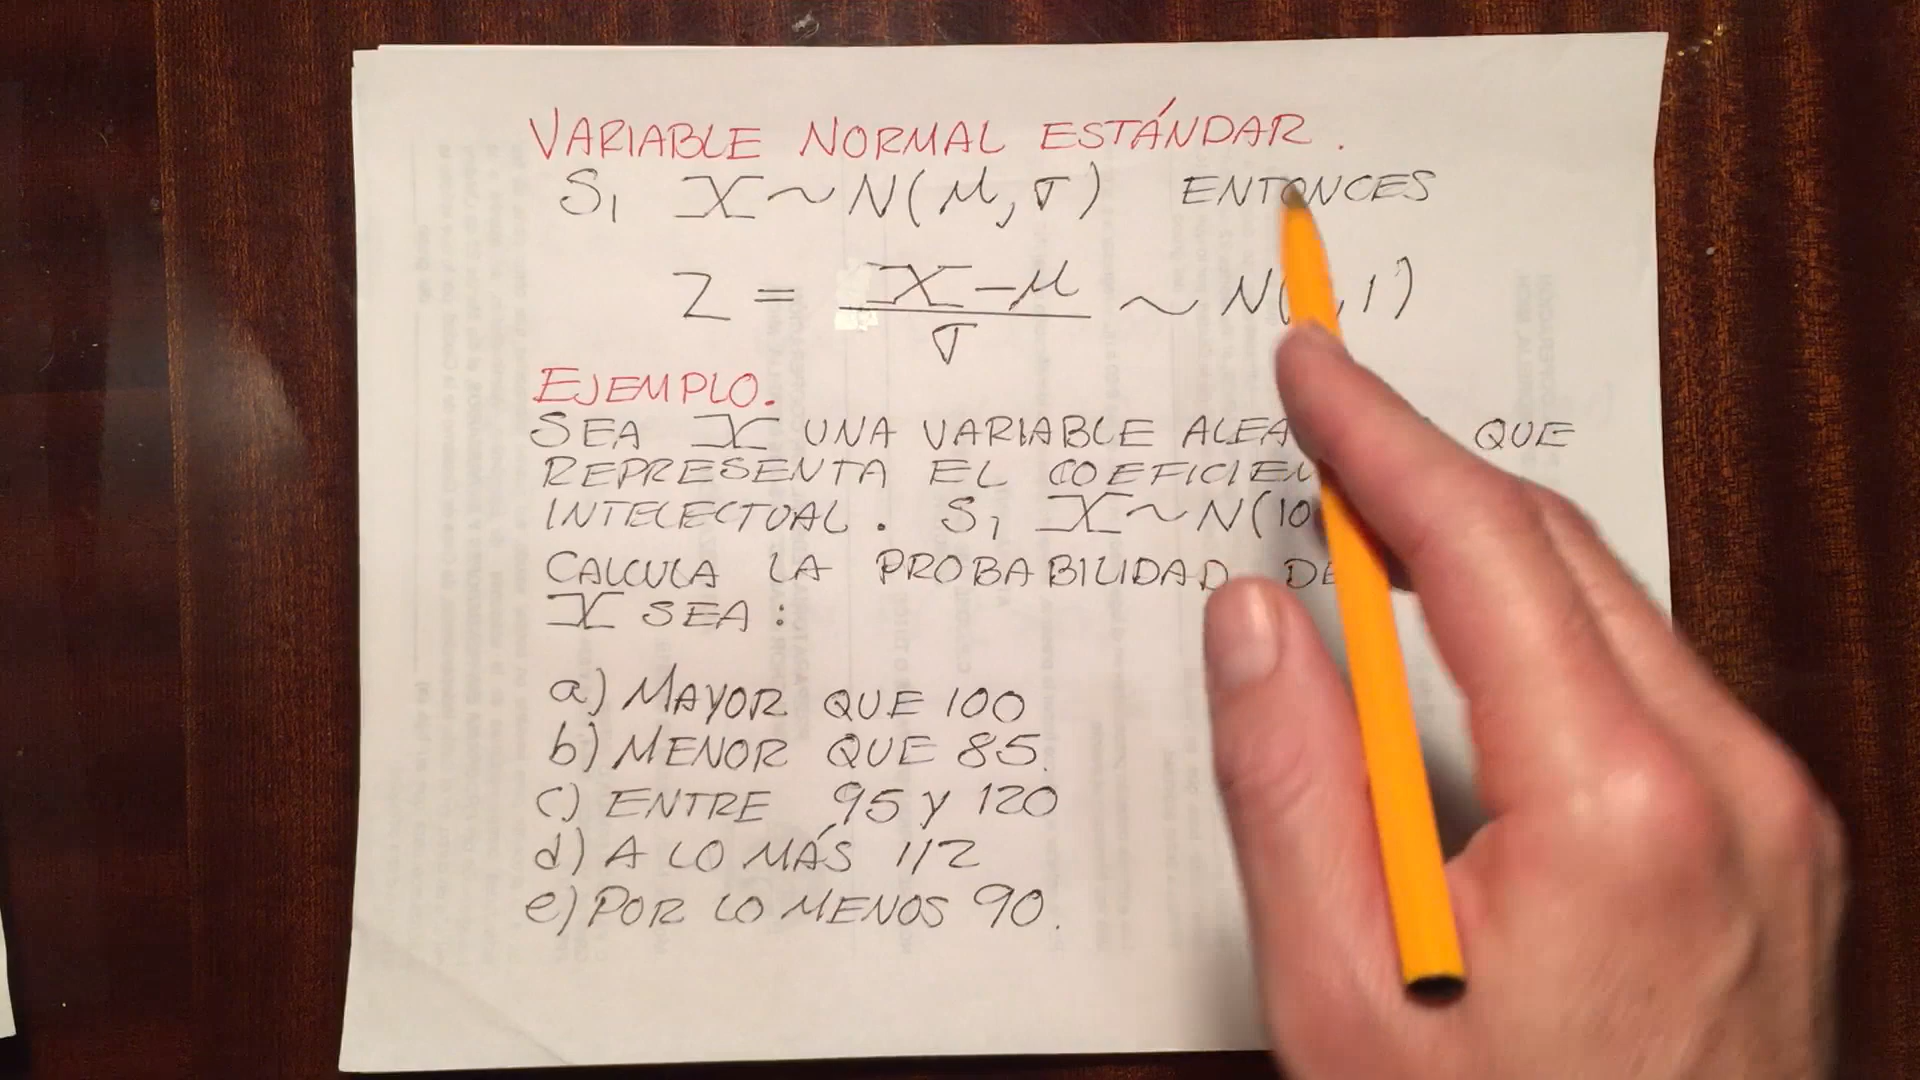 VARIABLE NORMAL ESTÁNDAR.
SI X ~ N(μ, σ) ENTONCES
Z = X - μ / σ ~ N( , 1)
EJEMPLO.
SEA X UNA VARIABLE ALEA QUE
REPRESENTA EL COEFICIEN
INTELECTUAL. SI X ~ N(10
CALCULA LA PROBABILIDAD DE
X SEA:
a) MAYOR QUE 100
b) MENOR QUE 85.
c) ENTRE 95 Y 120
d) A LO MÁS 112
e) POR LO MENOS 90.